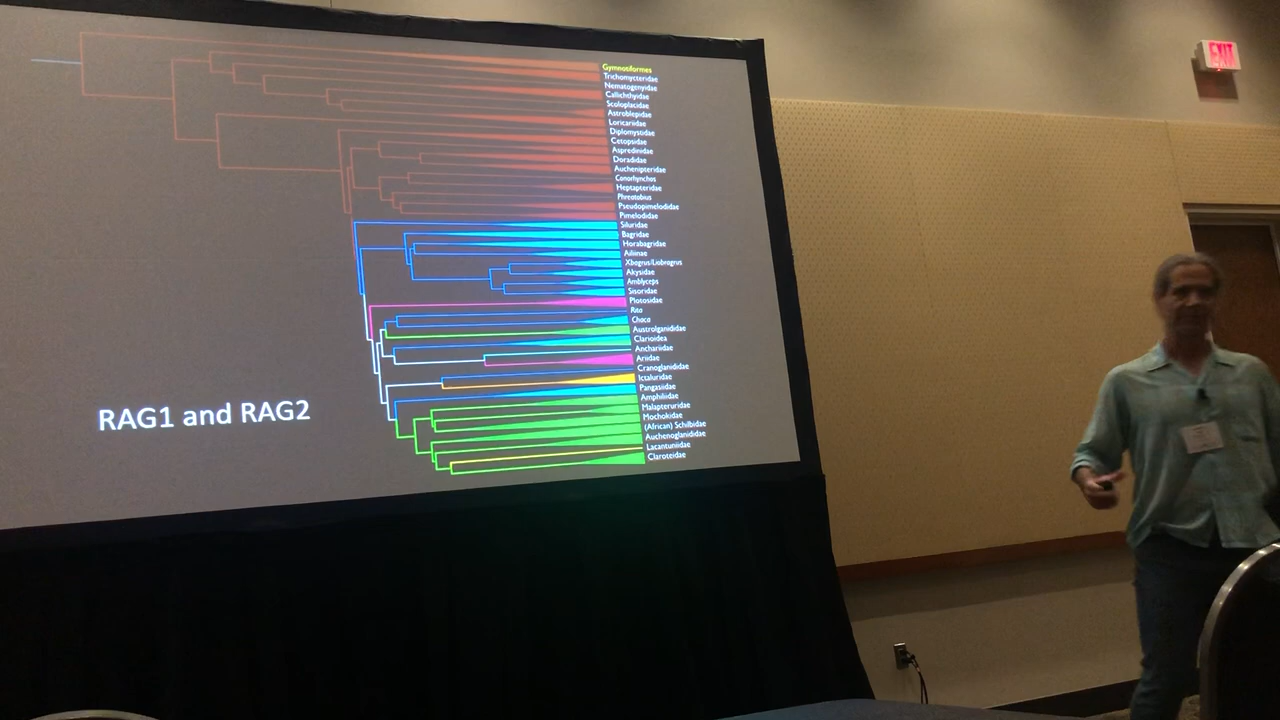 EXIT
Gymnotiformes
Trichomycteridae
Nematogenyidae
Callichthyidae
Scoloplacidae
Astroblepidae
Loricariidae
Diplomystidae
Cetopsidae
Aspredinidae
Doradidae
Auchenipteridae
Conorhynchos
Heptapteridae
Phreatobius
Pseudopimelodidae
Pimelodidae
Siluridae
Bagridae
Horabagridae
Ailiinae
Akysidae
Amblyceps
Sisoridae
Plotosidae
Rita
Chaca
Austroglanididae
Clarioidea
Anchariidae
Ariidae
Cranoglanididae
Ictaluridae
Pangasiidae
Amphiliidae
Malapteruridae
Mochokidae
(African) Schilbidae
Auchenoglanididae
Lacantuniidae
Claroteidae
RAG1 and RAG2